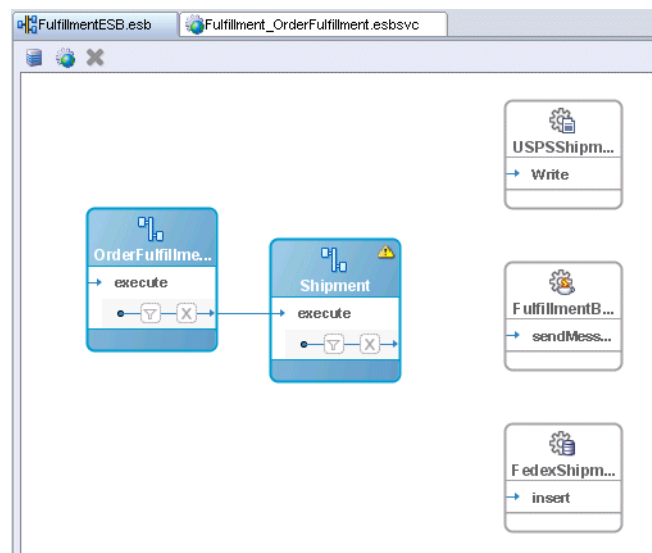 FulfillmentESB.esb
Fulfillment_OrderFulfillment.esbsvc
USPSShipm...
Write
OrderFulfillme...
execute
Shipment
execute
FulfillmentB...
sendMess...
FedexShipm...
insert